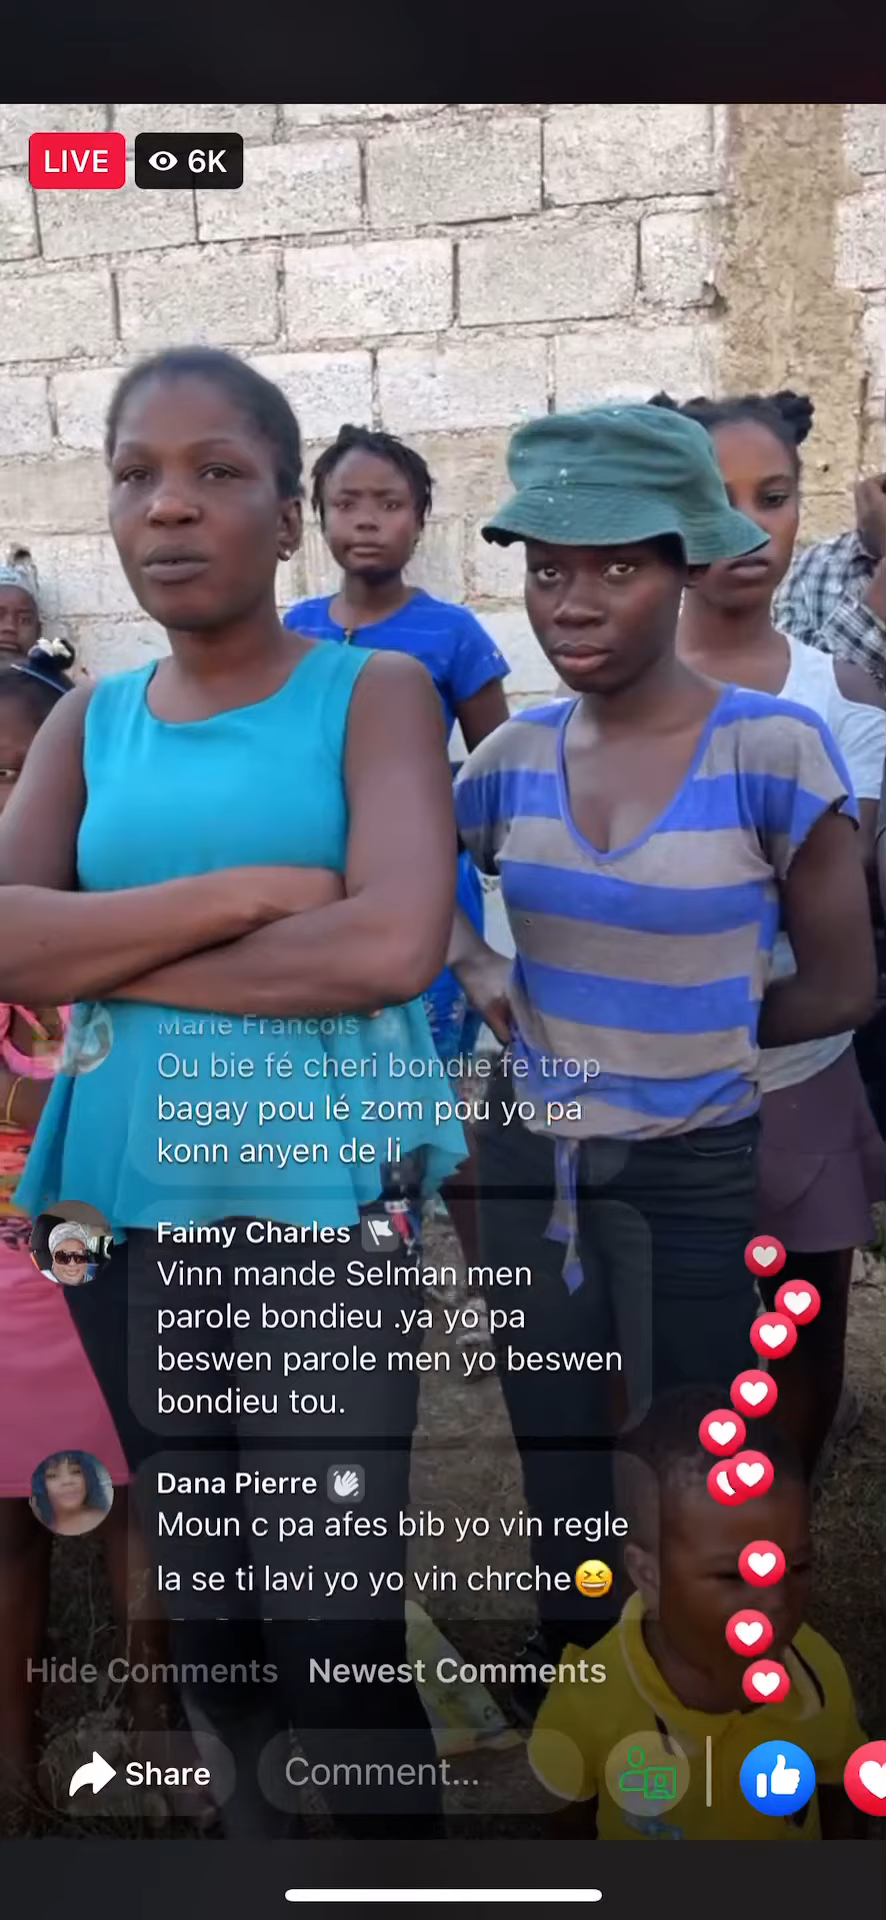 LIVE 6K
Marie Francois
Ou bie fé cheri bondie fe trop
bagay pou lé zom pou yo pa
konn anyen de li
Faimy Charles
Vinn mande Selman men
parole bondieu .ya yo pa
beswen parole men yo beswen
bondieu tou.
Dana Pierre
Moun c pa afes bib yo vin regle
la se ti lavi yo yo vin chrche😆
Hide Comments Newest Comments
Share Comment...